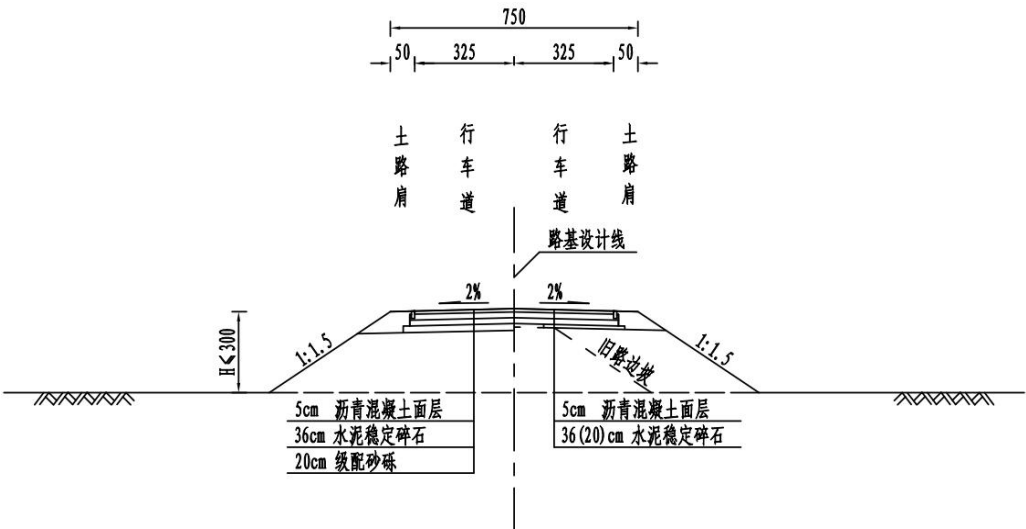 750
50 325 325 50
土路肩 行车道 行车道 土路肩
路基设计线
2% 2%
H≤300
1:1.5
旧路边坡
1:1.5
5cm 沥青混凝土面层
36cm 水泥稳定碎石
20cm 级配砂砾
5cm 沥青混凝土面层
36(20)cm 水泥稳定碎石